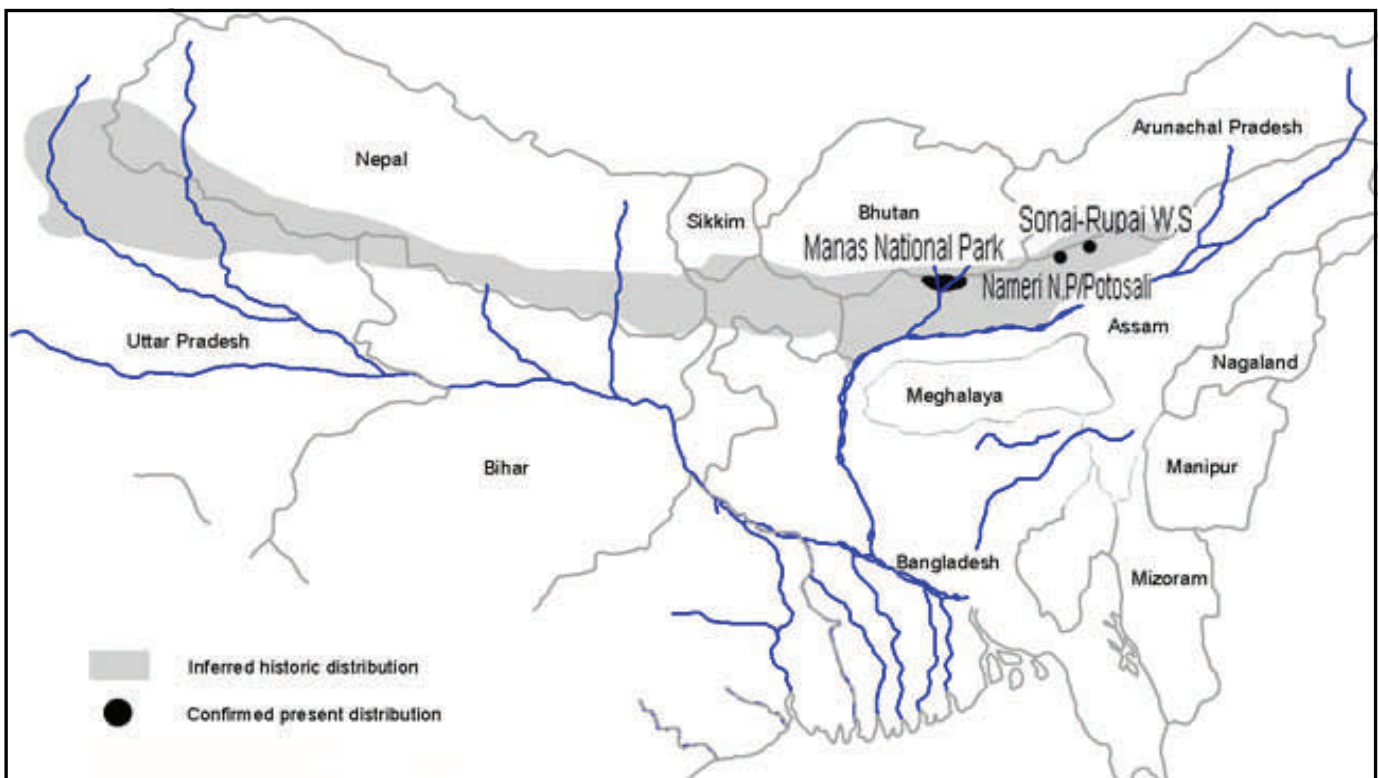 Arunachal Pradesh
Nepal
Bhutan
Sikkim
Sonai-Rupai W.S
Manas National Park
Nameri N.P/Potosali
Assam
Uttar Pradesh
Nagaland
Meghalaya
Bihar
Manipur
Bangladesh
Mizoram
Inferred historic distribution
Confirmed present distribution